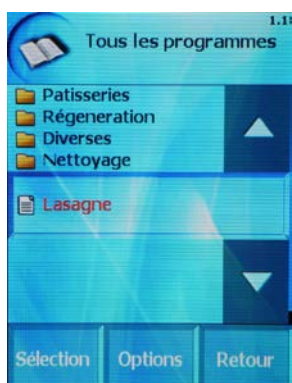 1.1
Tous les programmes
Patisseries
Régeneration
Diverses
Nettoyage
Lasagne
Sélection
Options
Retour